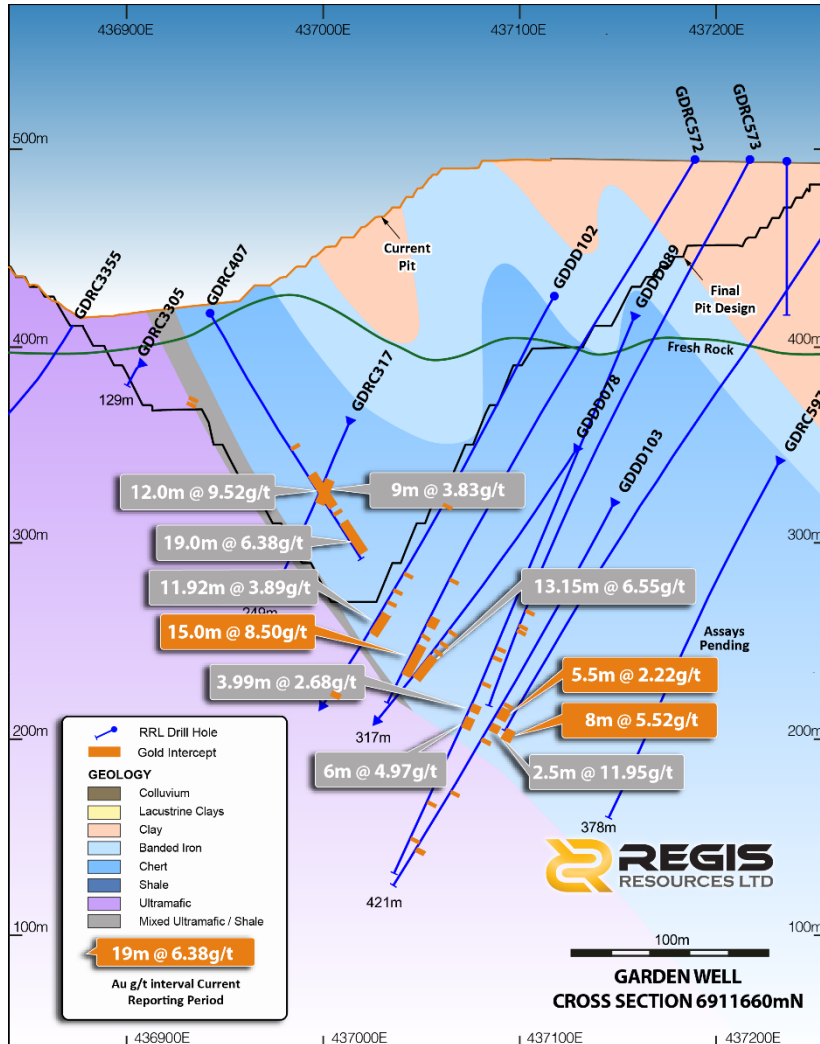 436900E
437000E
437100E
437200E
500m
400m
300m
200m
100m
400m
300m
200m
100m
GDRC3355
GDRC3305
GDRC407
GDRC317
GDDD102
GDRC572
GDRC573
GDDD089
GDDD078
GDDD103
GDRC597
Current
Pit
Final
Pit Design
Fresh Rock
129m
12.0m @ 9.52g/t
9m @ 3.83g/t
19.0m @ 6.38g/t
11.92m @ 3.89g/t
13.15m @ 6.55g/t
249m
15.0m @ 8.50g/t
Assays
Pending
3.99m @ 2.68g/t
5.5m @ 2.22g/t
8m @ 5.52g/t
317m
6m @ 4.97g/t
2.5m @ 11.95g/t
378m
421m
RRL Drill Hole
Gold Intercept
GEOLOGY
Colluvium
Lacustrine Clays
Clay
Banded Iron
Chert
Shale
Ultramafic
Mixed Ultramafic / Shale
19m @ 6.38g/t
Au g/t interval Current
Reporting Period
REGIS
RESOURCES LTD
100m
GARDEN WELL
CROSS SECTION 6911660mN
436900E
437000E
437100E
437200E